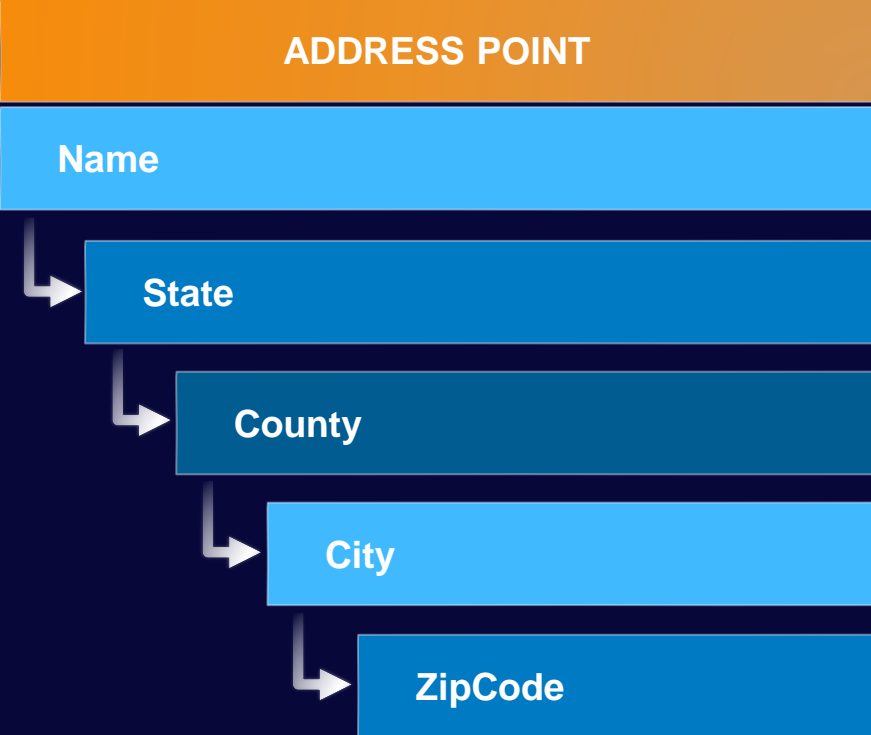 ADDRESS POINT
Name
State
County
City
ZipCode